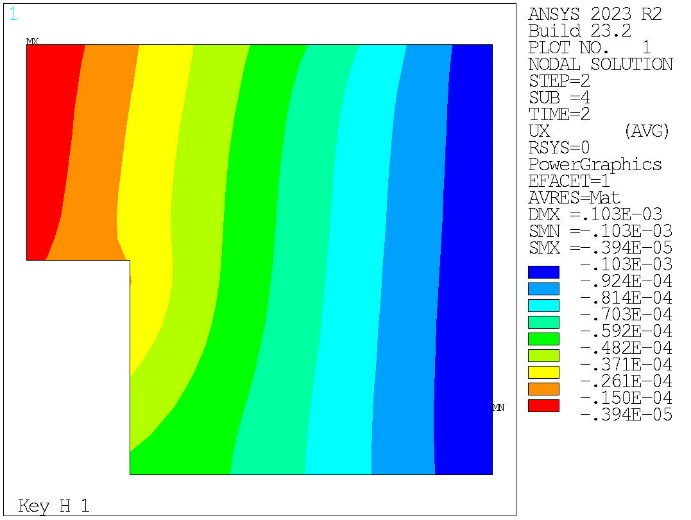 1
ANSYS 2023 R2
Build 23.2
PLOT NO. 1
NODAL SOLUTION
STEP=2
SUB =4
TIME=2
UX (AVG)
RSYS=0
PowerGraphics
EFACET=1
AVRES=Mat
DMX =.103E-03
SMN =-.103E-03
SMX =-.394E-05
-.103E-03
-.924E-04
-.814E-04
-.703E-04
-.592E-04
-.482E-04
-.371E-04
-.261E-04
-.150E-04
-.394E-05
MX
MN
Key H 1